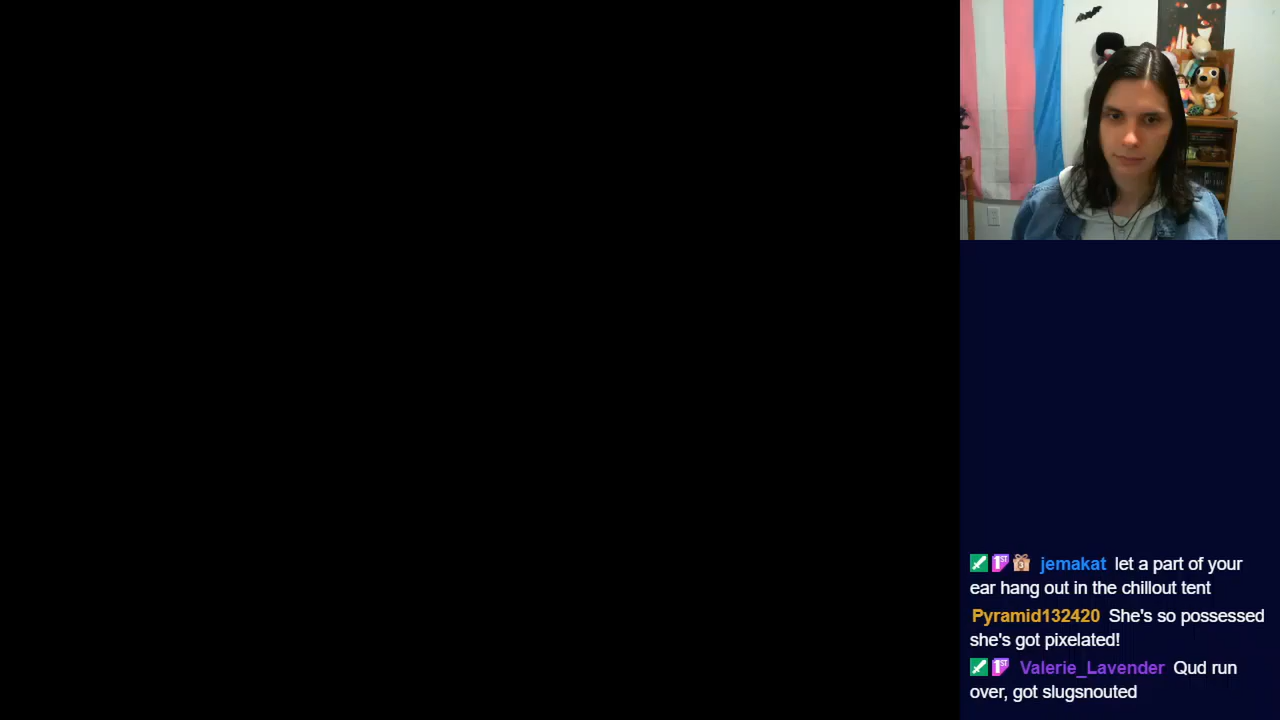 jemakat let a part of your
ear hang out in the chillout tent
Pyramid132420 She's so possessed
she's got pixelated!
Valerie_Lavender Qud run
over, got slugsnouted